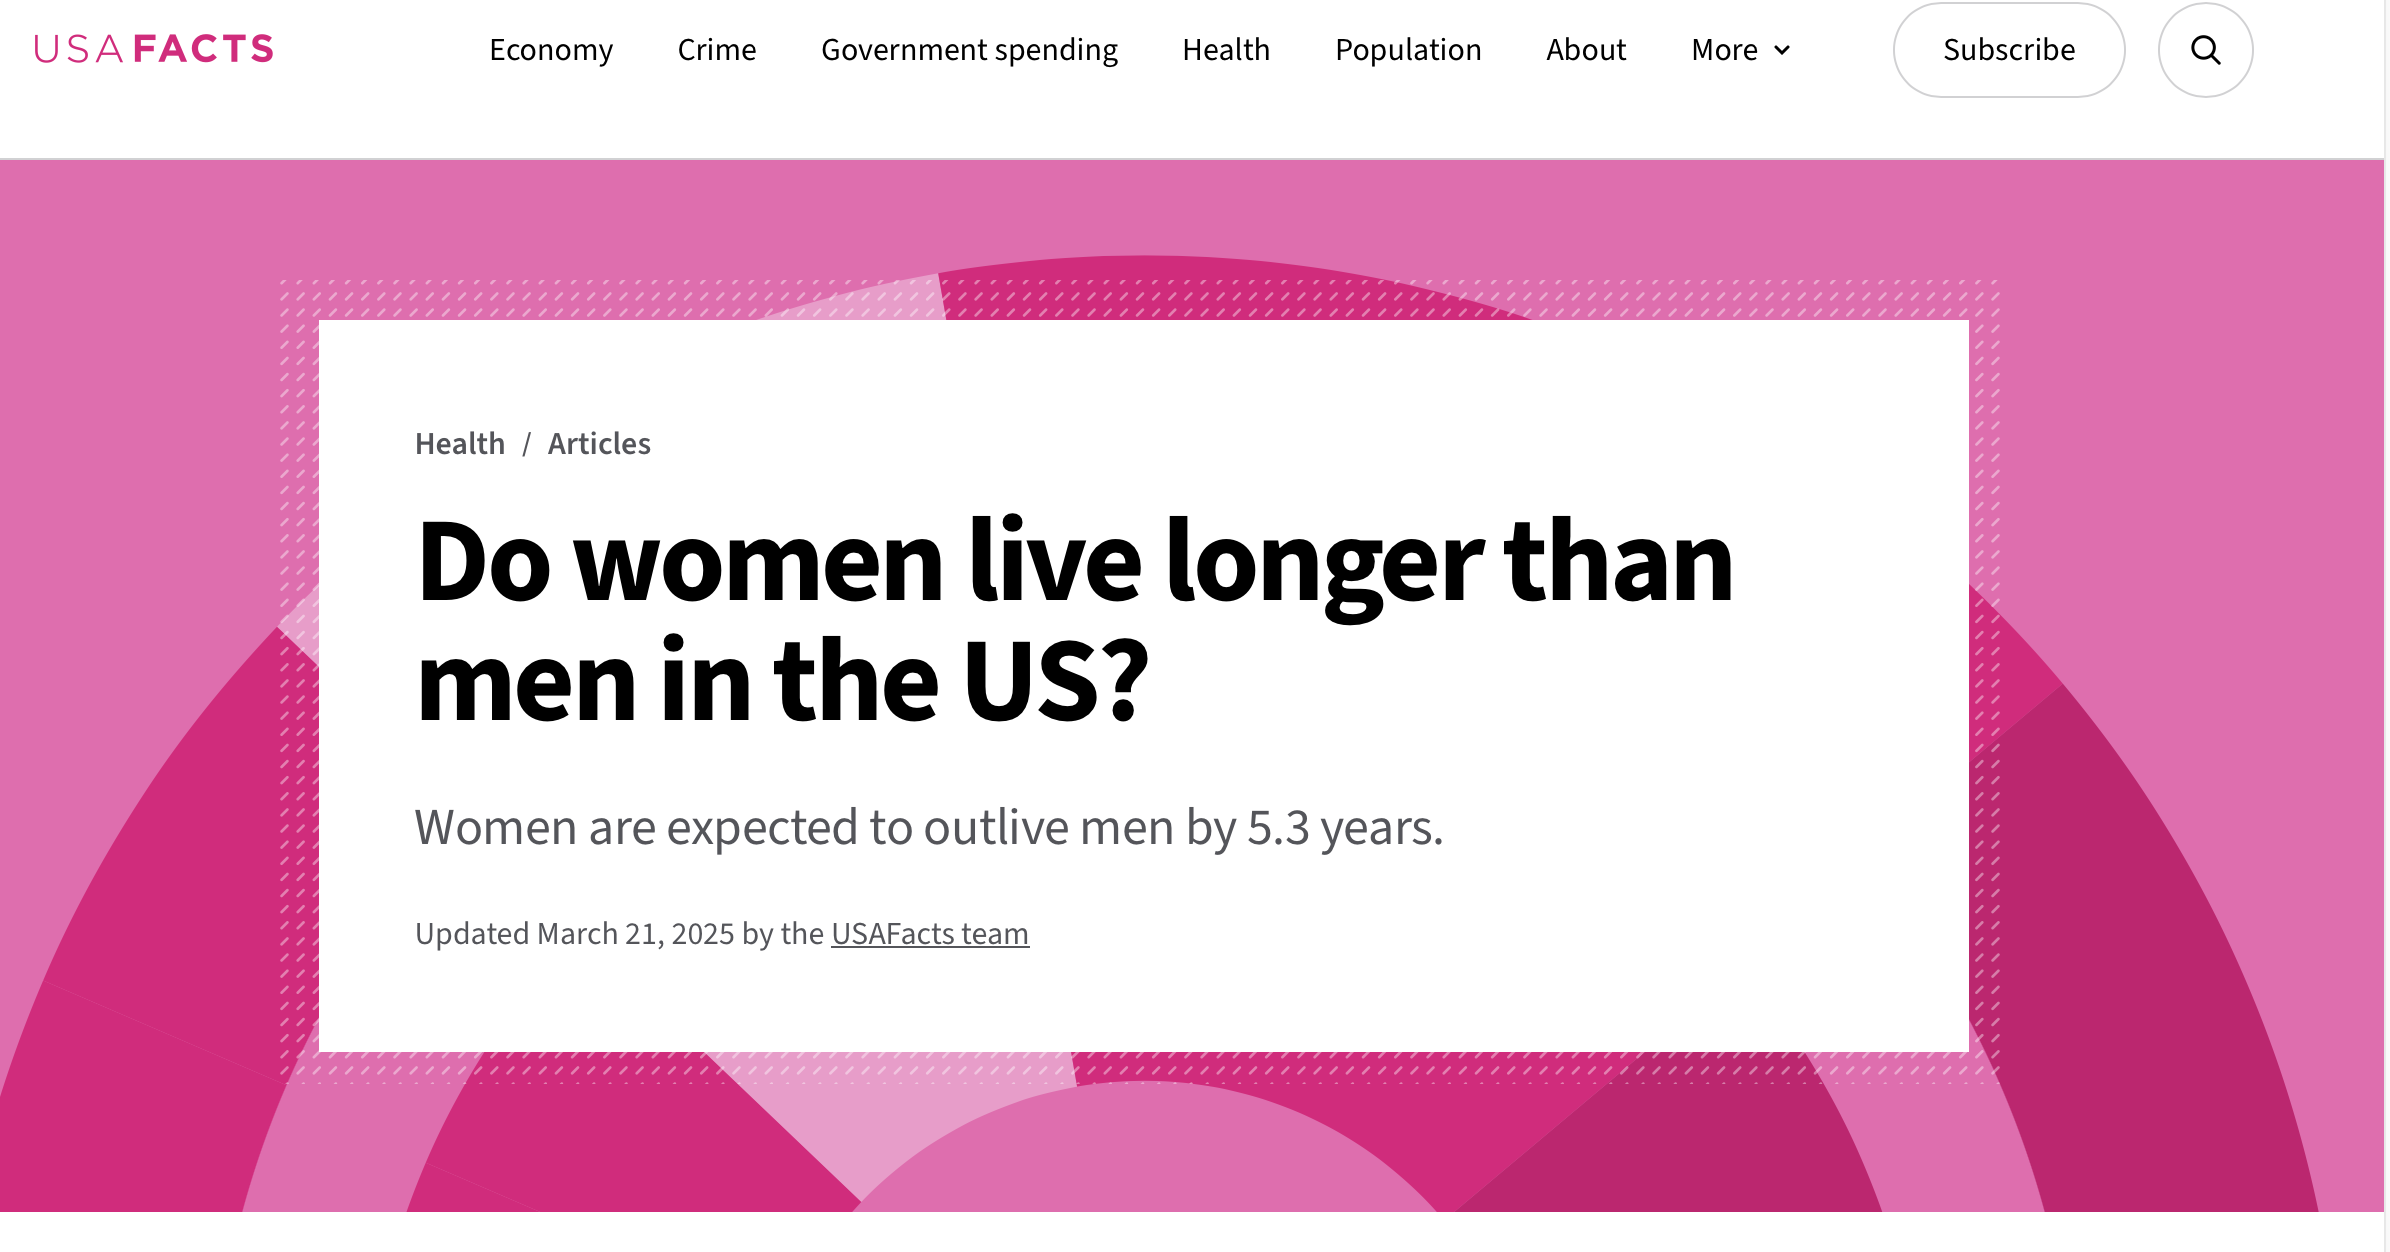 USAFACTS
Economy Crime Government spending Health Population About More Subscribe
Health / Articles
Do women live longer than
men in the US?
Women are expected to outlive men by 5.3 years.
Updated March 21, 2025 by the USAFacts team